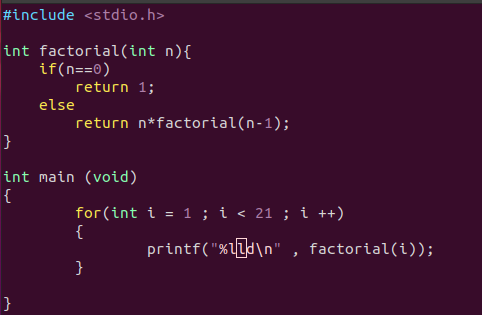 #include <stdio.h>
int factorial(int n){
if(n==0)
return 1;
else
return n*factorial(n-1);
}
int main (void)
{
for(int i = 1 ; i < 21 ; i ++)
{
printf("%lld\n" , factorial(i));
}
}